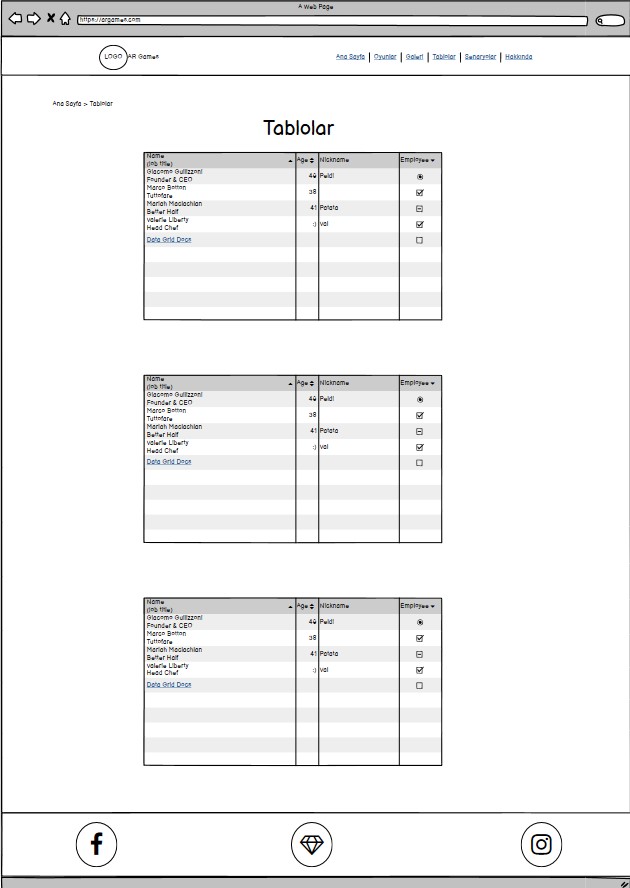 A Web Page
https://argames.com
LOGO AR Games
Ana Sayfa | Oyunlar | Galeri | Tablolar | Senaryolar | Hakkında
Ana Sayfa > Tablolar
Tablolar
Name
(job title)
Age
Nickname
Employee
Giacomo Guilizzoni
Founder & CEO
40
Peldi
Marco Botton
Tuttofare
38
Mariah Maclachlan
Better Half
41
Patata
Valerie Liberty
Head Chef
:)
Val
Data Grid Docs
Name
(job title)
Age
Nickname
Employee
Giacomo Guilizzoni
Founder & CEO
40
Peldi
Marco Botton
Tuttofare
38
Mariah Maclachlan
Better Half
41
Patata
Valerie Liberty
Head Chef
:)
Val
Data Grid Docs
Name
(job title)
Age
Nickname
Employee
Giacomo Guilizzoni
Founder & CEO
40
Peldi
Marco Botton
Tuttofare
38
Mariah Maclachlan
Better Half
41
Patata
Valerie Liberty
Head Chef
:)
Val
Data Grid Docs